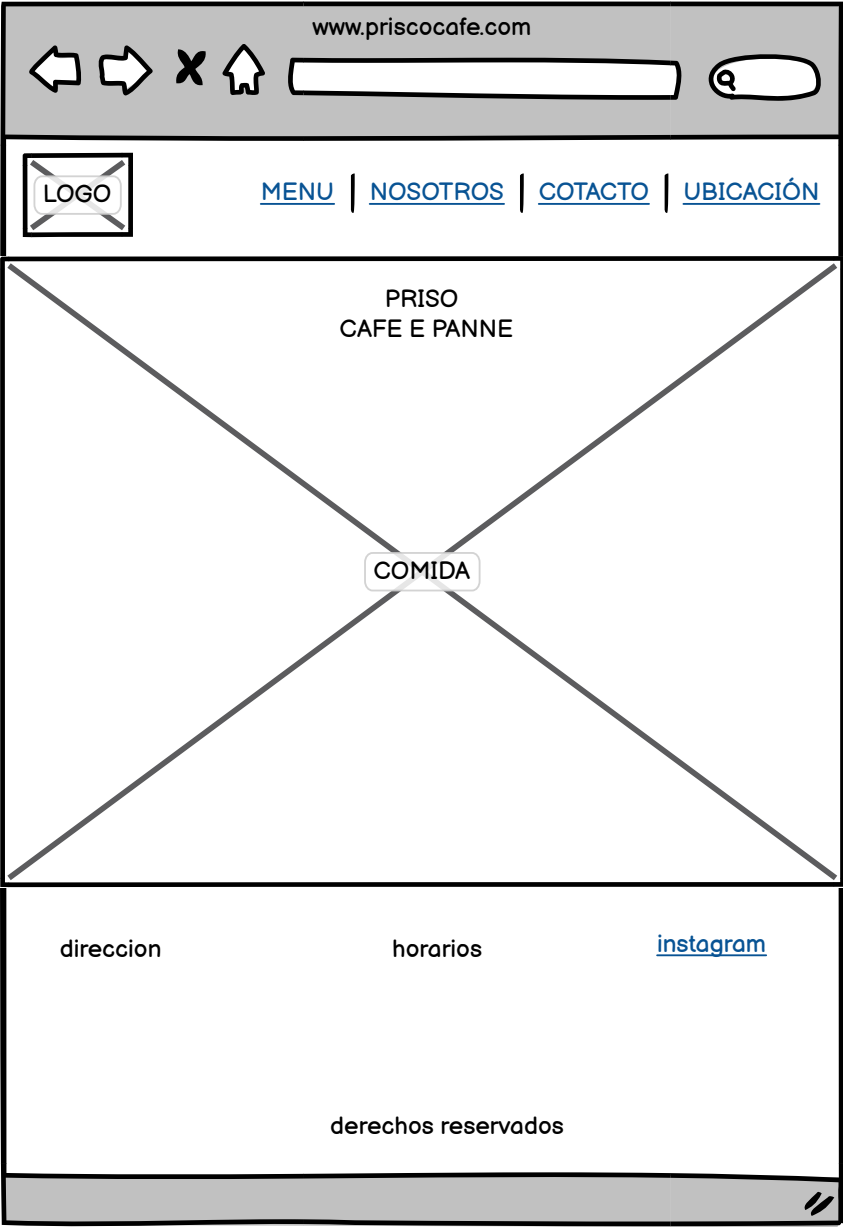 www.priscocafe.com
LOGO
MENU
NOSOTROS
COTACTO
UBICACIÓN
PRISO
CAFE E PANNE
COMIDA
direccion
horarios
instagram
derechos reservados